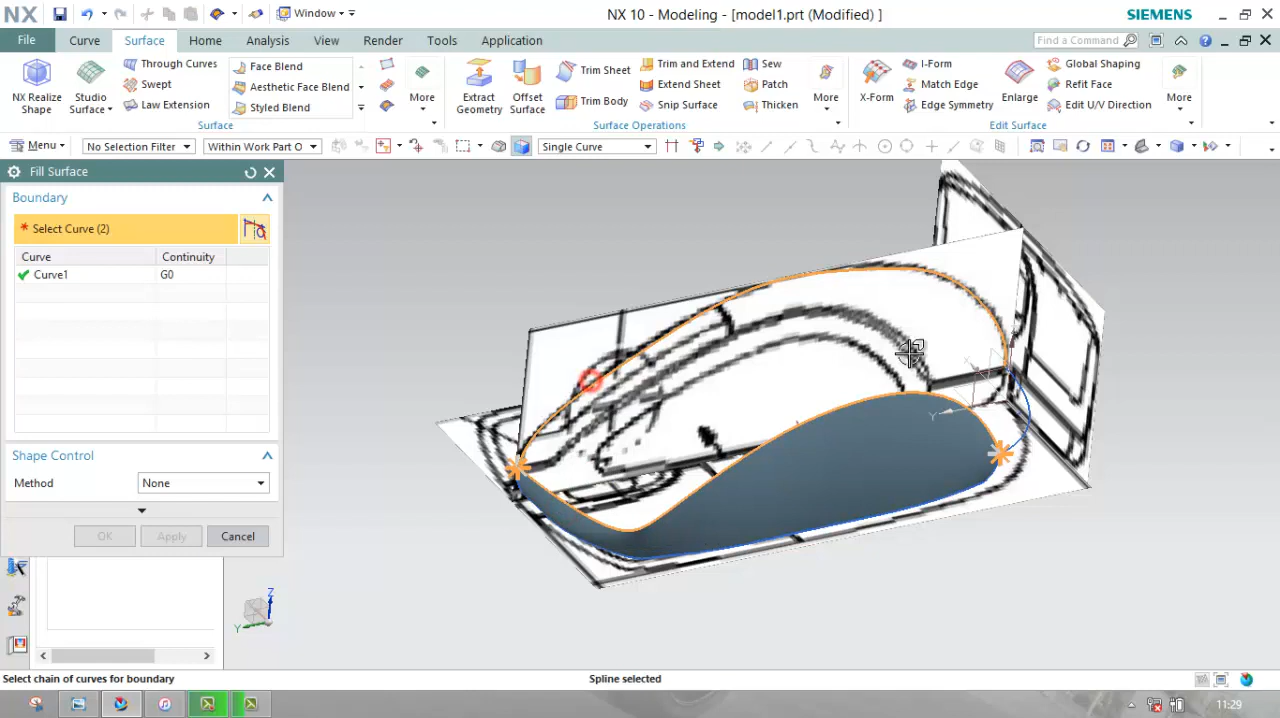 NX Window NX 10 - Modeling - [model1.prt (Modified) ] SIEMENS
File Curve Surface Home Analysis View Render Tools Application Find a Command
Through Curves Face Blend Trim Sheet Trim and Extend Sew I-Form Global Shaping
Swept Aesthetic Face Blend Extend Sheet Patch Match Edge Refit Face
NX Realize Shape Studio Surface Law Extension Styled Blend More Extract Geometry Offset Surface Trim Body Snip Surface Thicken More X-Form Edge Symmetry Enlarge Edit U/V Direction More
Surface Surface Operations Edit Surface
Menu No Selection Filter Within Work Part O Single Curve
Fill Surface
Boundary
* Select Curve (2)
Curve Continuity
Curve1 G0
Shape Control
Method None
OK Apply Cancel
X
Y
Z
Y
Select chain of curves for boundary Spline selected
11:29